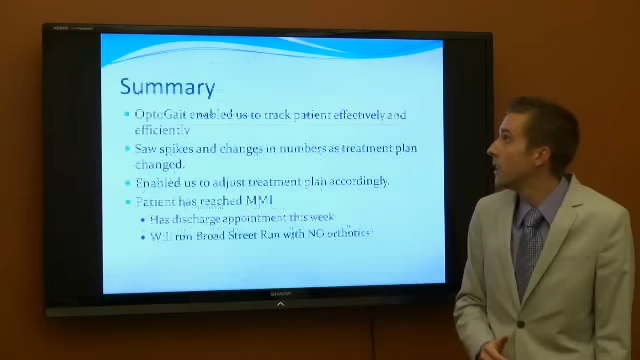 Summary
OptoGait enabled us to track patient effectively and
efficiently
Saw spikes and changes in numbers as treatment plan
changed.
Enabled us to adjust treatment plan accordingly.
Patient has reached MMI
Has discharge appointment this week
Will run Broad Street Run with NO orthotics!
SHARP